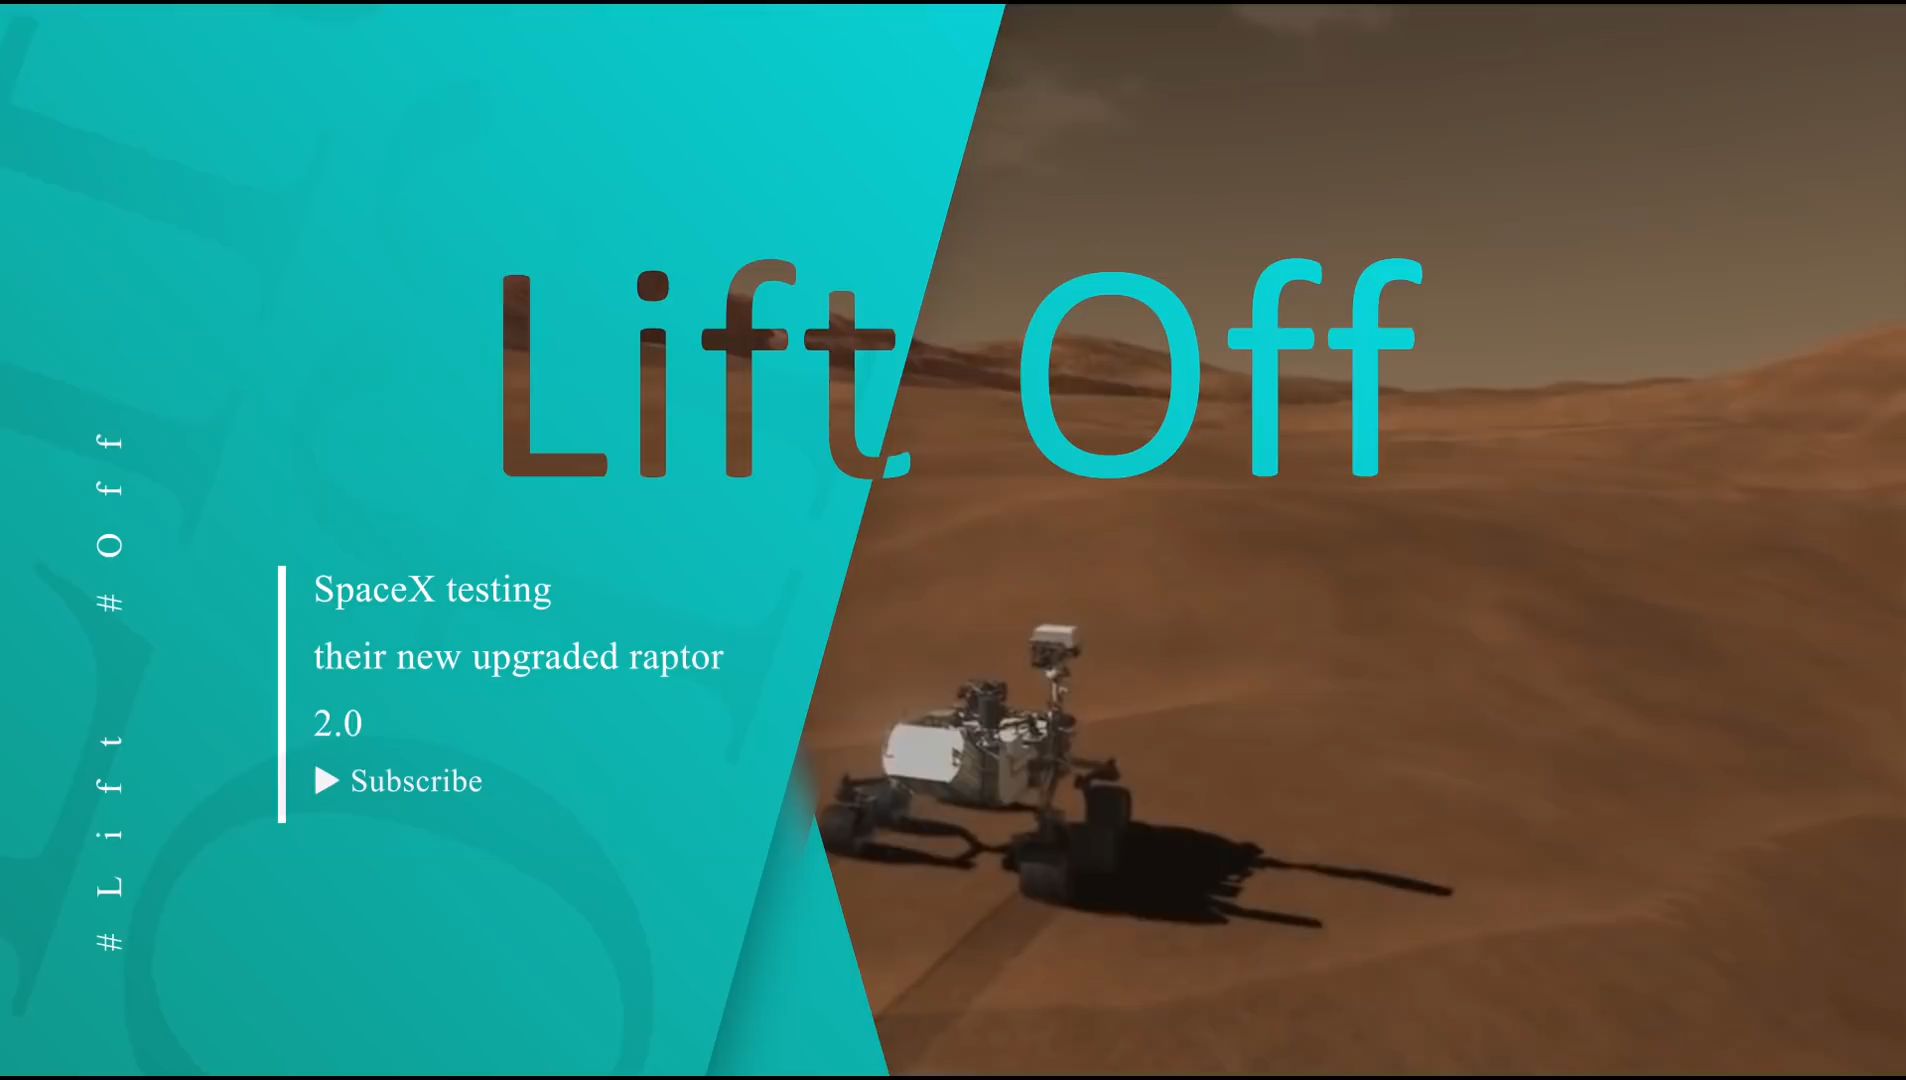 Lift Off
SpaceX testing
their new upgraded raptor
2.0
Subscribe
# Lift # Off